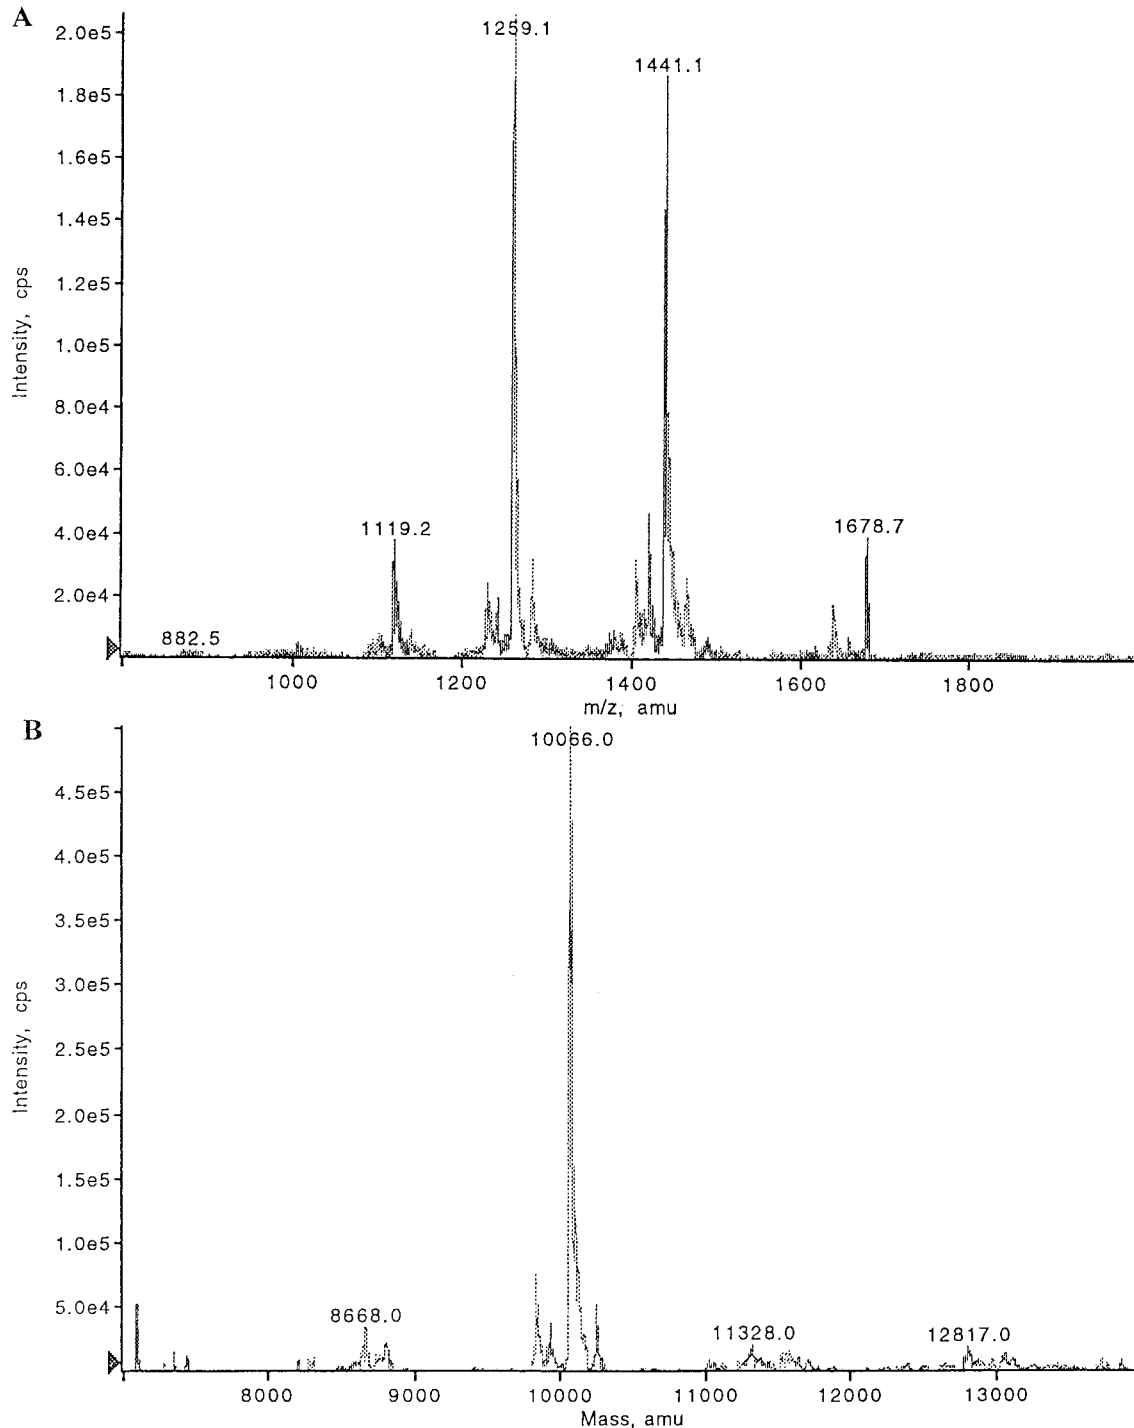 A
1259.1
2.0e5
1441.1
1.8e5
1.6e5
1.4e5
1.2e5
Intensity, cps
1.0e5
8.0e4
6.0e4
1119.2
1678.7
4.0e4
2.0e4
882.5
1000 1200 1400 1600 1800
m/z, amu
B
10066.0
4.5e5
4.0e5
3.5e5
3.0e5
Intensity, cps
2.5e5
2.0e5
1.5e5
1.0e5
5.0e4
8668.0
11328.0
12817.0
8000 9000 10000 11000 12000 13000
Mass, amu